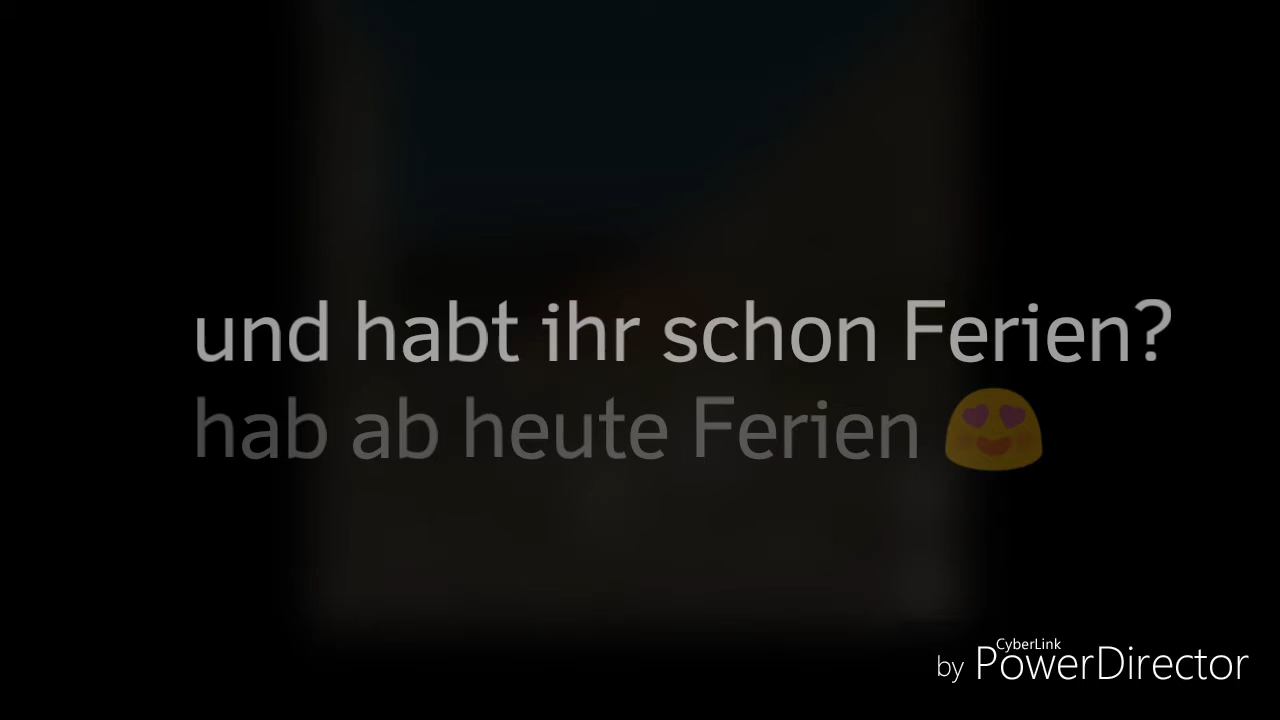 und habt ihr schon Ferien?
hab ab heute Ferien 😍
CyberLink
by PowerDirector